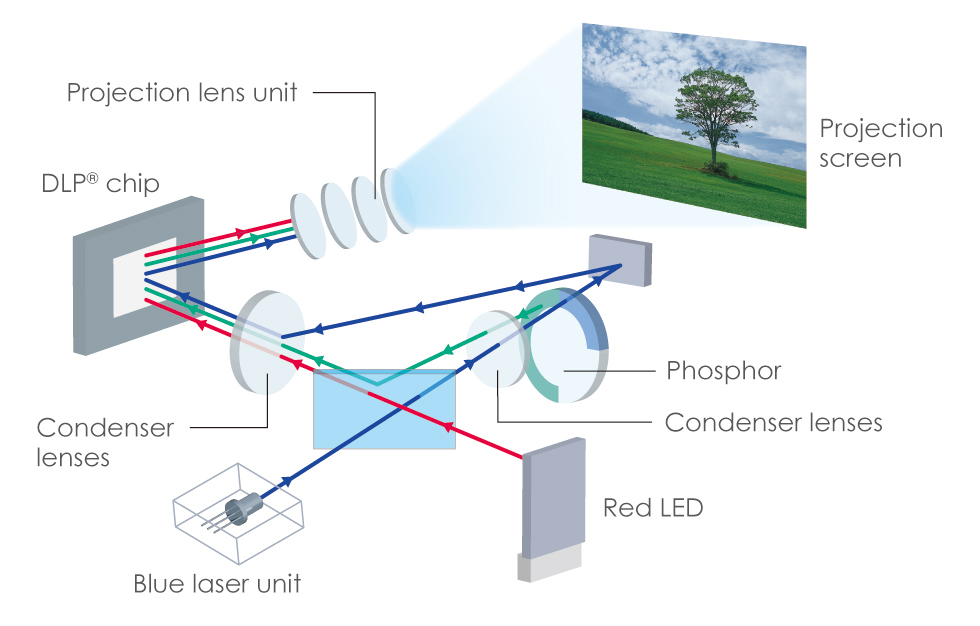 Projection lens unit
Projection
screen
DLP® chip
Phosphor
Condenser lenses
Condenser
lenses
Red LED
Blue laser unit